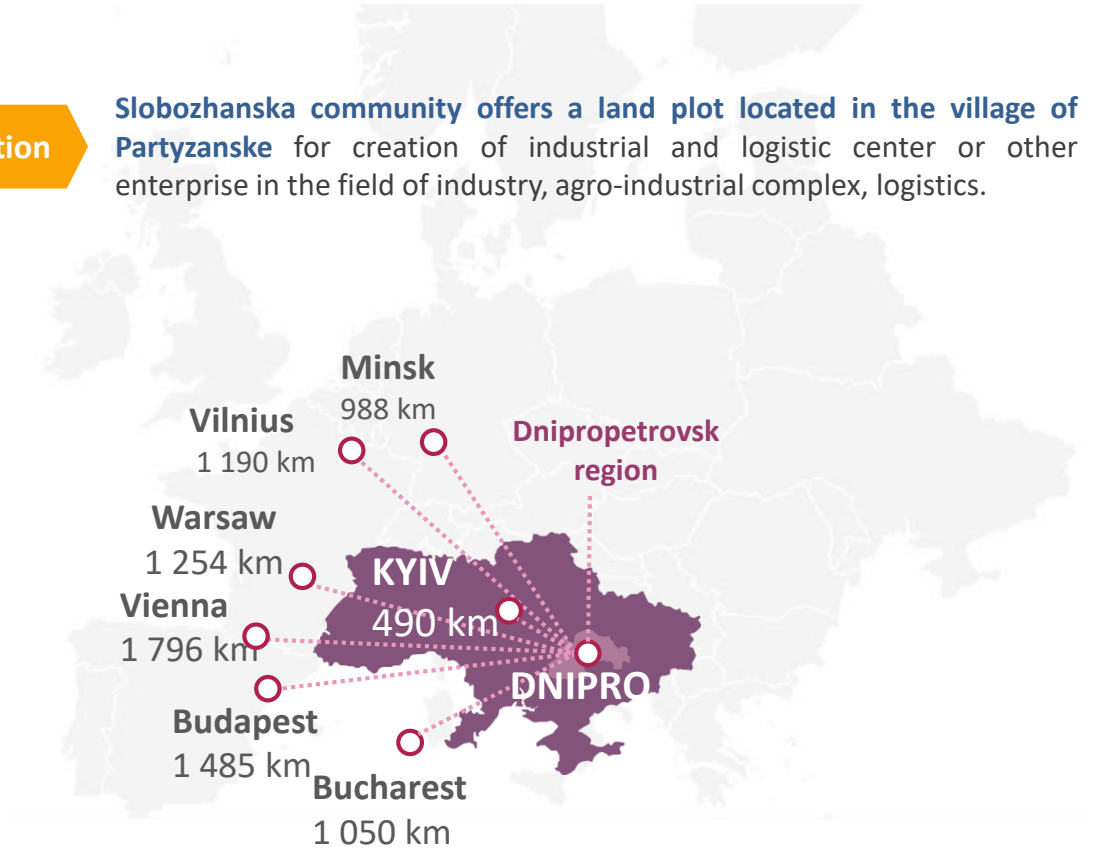 tion
Slobozhanska community offers a land plot located in the village of
Partyzanske for creation of industrial and logistic center or other
enterprise in the field of industry, agro-industrial complex, logistics.
Minsk
988 km
Vilnius
1 190 km
Dnipropetrovsk
region
Warsaw
1 254 km
KYIV
490 km
Vienna
1 796 km
DNIPRO
Budapest
1 485 km
Bucharest
1 050 km